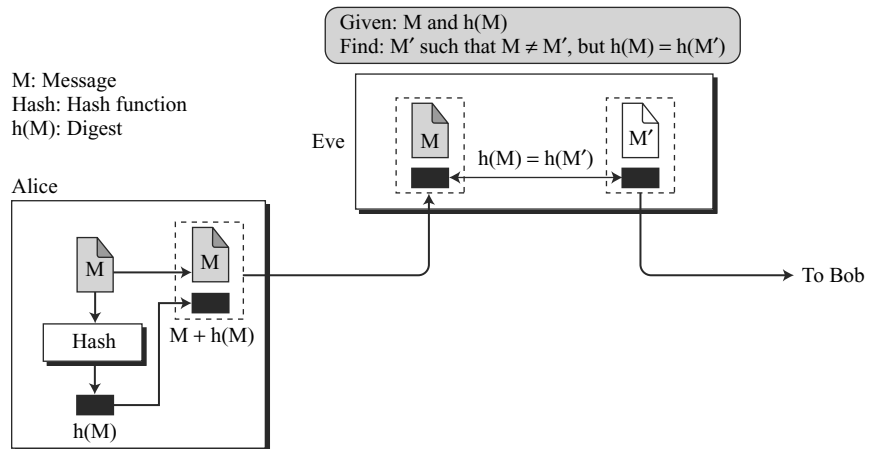 Given: M and h(M)
Find: M′ such that M ≠ M′, but h(M) = h(M′)
M: Message
Hash: Hash function
h(M): Digest
Eve
M
M′
h(M) = h(M′)
Alice
M
M
Hash
M + h(M)
h(M)
To Bob